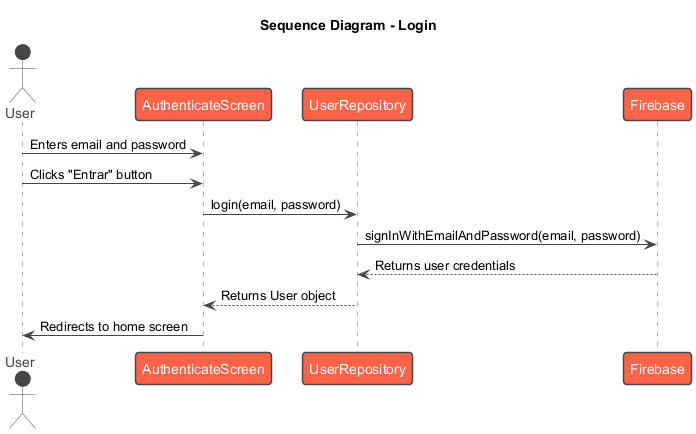 Sequence Diagram - Login
User
AuthenticateScreen
UserRepository
Firebase
Enters email and password
Clicks "Entrar" button
login(email, password)
signInWithEmailAndPassword(email, password)
Returns user credentials
Returns User object
Redirects to home screen
User
AuthenticateScreen
UserRepository
Firebase